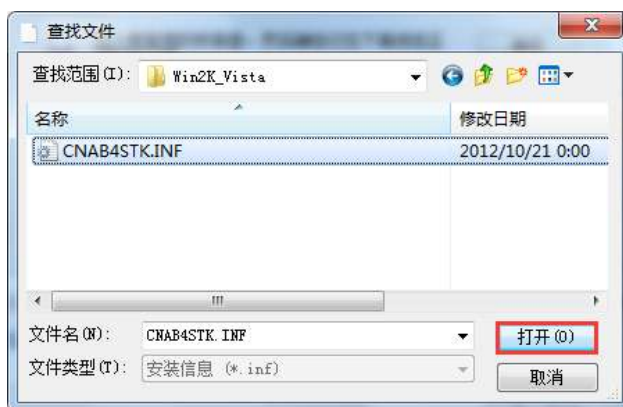 查找文件
查找范围(I): Win2K_Vista
名称 修改日期
CNAB4STK.INF 2012/10/21 0:00
文件名(N): CNAB4STK.INF 打开(O)
文件类型(T): 安装信息 (*.inf) 取消